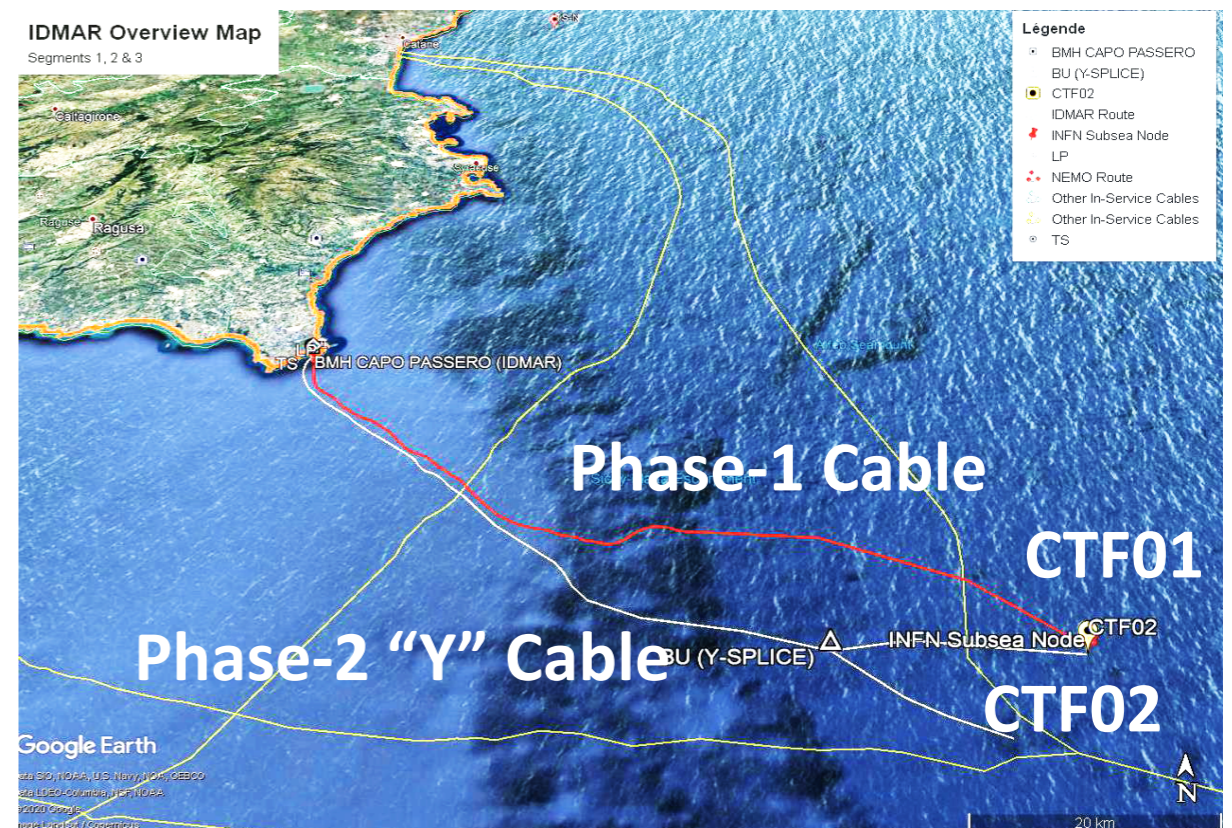 IDMAR Overview Map
Segments 1, 2 & 3
Légende
BMH CAPO PASSERO
BU (Y-SPLICE)
CTF02
IDMAR Route
INFN Subsea Node
LP
NEMO Route
Other In-Service Cables
Other In-Service Cables
TS
Catane
Caltagirone
Ragusa
TS
BMH CAPO PASSERO (IDMAR)
Phase-1 Cable
CTF01
CTF02
INFN Subsea Node
BU (Y-SPLICE)
Phase-2 “Y” Cable
CTF02
Google Earth
N
20 km